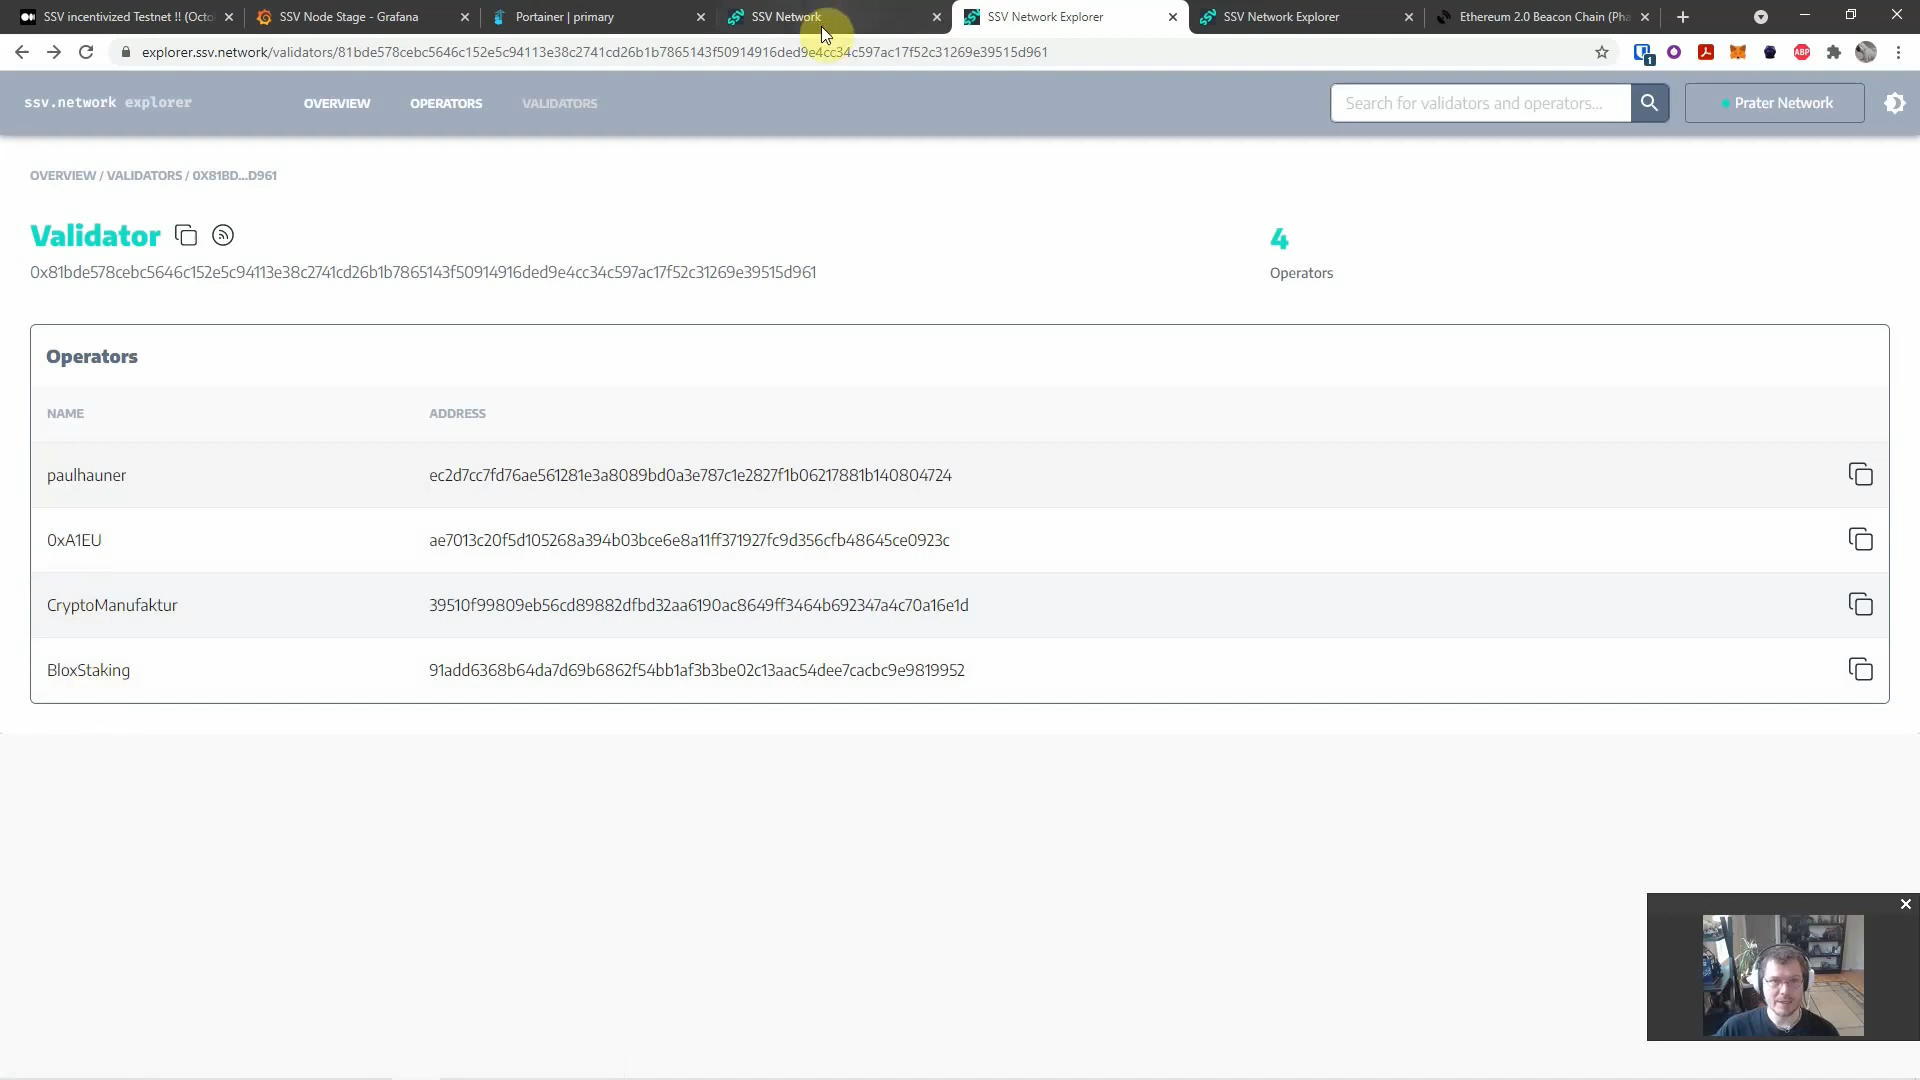 SSV incentivized Testnet !! (Octo
SSV Node Stage - Grafana
Portainer | primary
SSV Network
SSV Network Explorer
SSV Network Explorer
Ethereum 2.0 Beacon Chain (Pha
explorer.ssv.network/validators/81bde578cebc5646c152e5c94113e38c2741cd26b1b7865143f50914916ded9e4cc34c597ac17f52c31269e39515d961
1
ABP
ssv.network explorer
OVERVIEW
OPERATORS
VALIDATORS
Search for validators and operators...
Prater Network
OVERVIEW / VALIDATORS / 0X81BD...D961
Validator
0x81bde578cebc5646c152e5c94113e38c2741cd26b1b7865143f50914916ded9e4cc34c597ac17f52c31269e39515d961
4
Operators
Operators
NAME
ADDRESS
paulhauner
ec2d7cc7fd76ae561281e3a8089bd0a3e787c1e2827f1b06217881b140804724
0xA1EU
ae7013c20f5d105268a394b03bce6e8a11ff371927fc9d356cfb48645ce0923c
CryptoManufaktur
39510f99809eb56cd89882dfbd32aa6190ac8649ff3464b692347a4c70a16e1d
BloxStaking
91add6368b64da7d69b6862f54bb1af3b3be02c13aac54dee7cacbc9e9819952